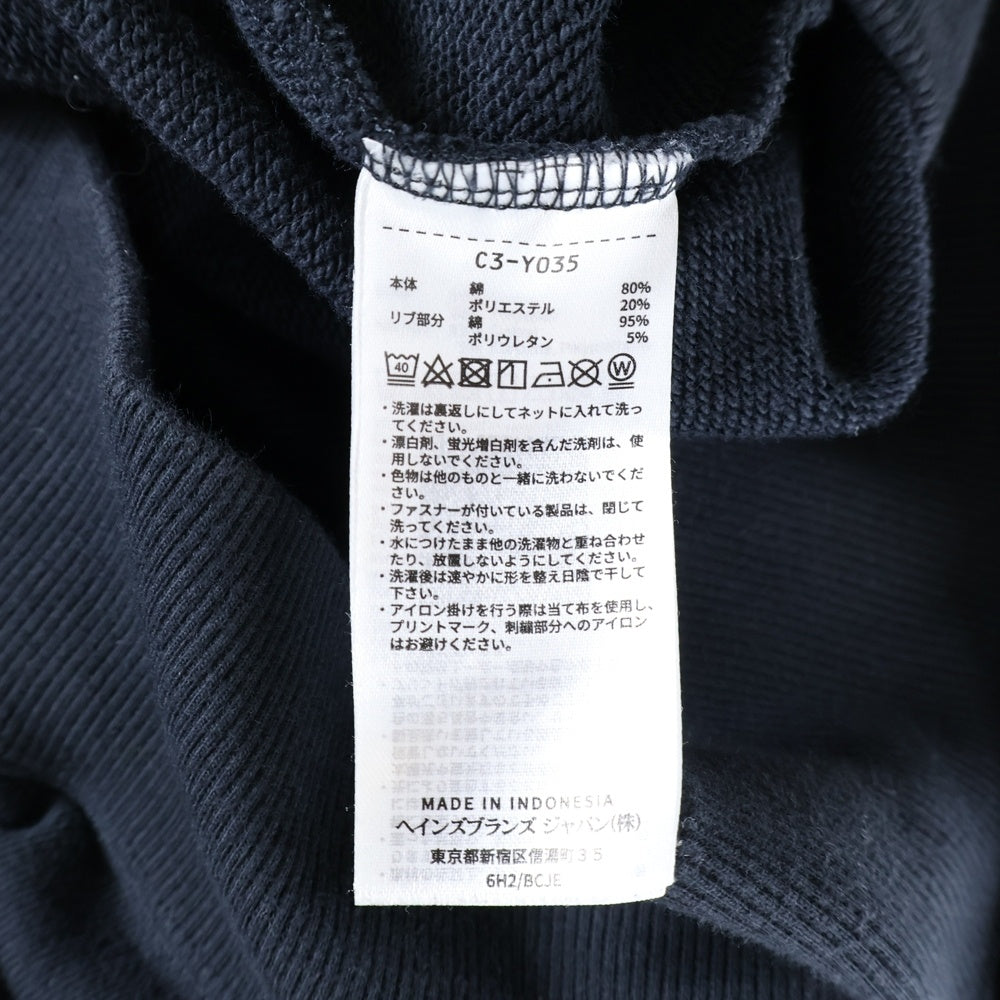 C3-Y035
本体 綿 80%
ポリエステル 20%
リブ部分 綿 95%
ポリウレタン 5%
40 W
・洗濯は裏返しにしてネットに入れて洗っ
てください。
・漂白剤、蛍光増白剤を含んだ洗剤は、使
用しないでください。
・色物は他のものと一緒に洗わないでくだ
さい。
・ファスナーが付いている製品は、閉じて
洗ってください。
・水につけたまま他の洗濯物と重ね合わせ
たり、放置しないようにしてください。
・洗濯後は速やかに形を整え日陰で干して
下さい。
・アイロン掛けを行う際は当て布を使用し、
プリントマーク、刺繍部分へのアイロン
はお避けください。
MADE IN INDONESIA
ヘインズブランズ ジャパン(株)
東京都新宿区信濃町35
6H2/BCJE